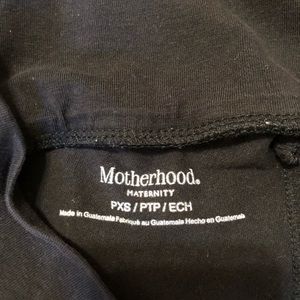 Motherhood®
MATERNITY
PXS / PTP / ECH
Made in Guatemala Fabriqué au Guatemala Hecho en Guatemala